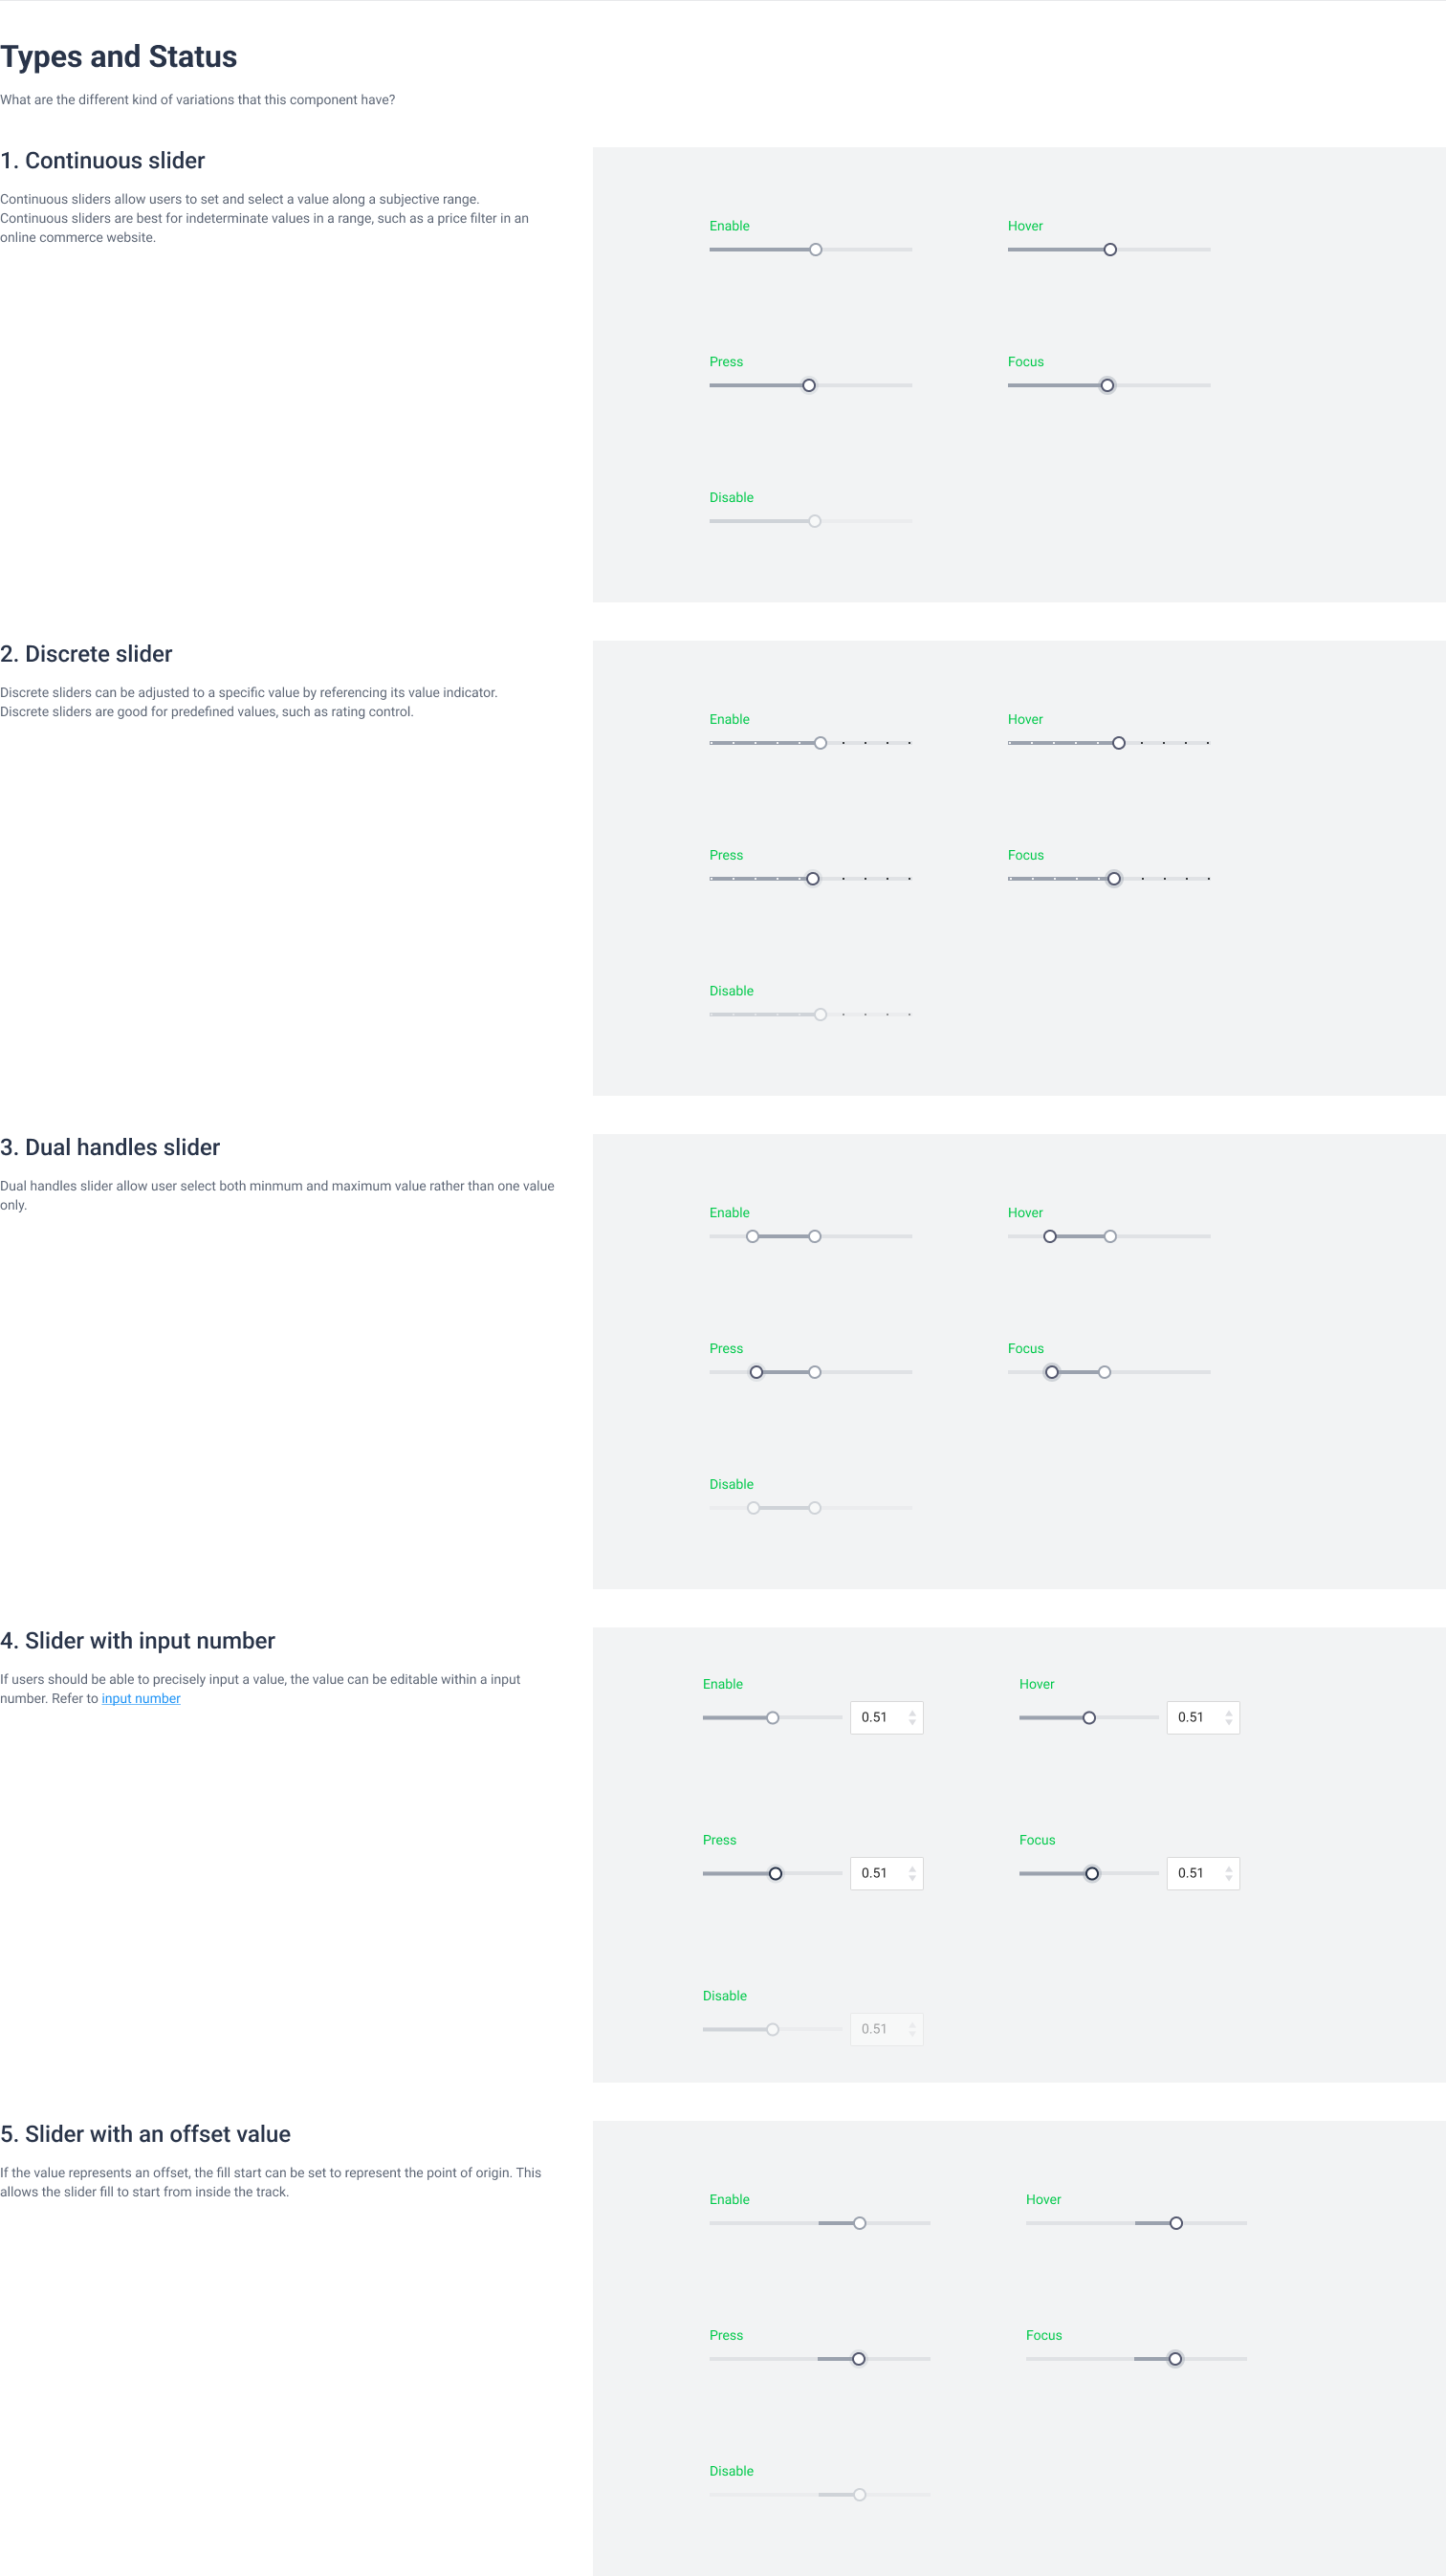 Types and Status
What are the different kind of variations that this component have?
1. Continuous slider
Continuous sliders allow users to set and select a value along a subjective range.
Continuous sliders are best for indeterminate values in a range, such as a price filter in an
online commerce website.
Enable
Hover
Press
Focus
Disable
2. Discrete slider
Discrete sliders can be adjusted to a specific value by referencing its value indicator.
Discrete sliders are good for predefined values, such as rating control.
Enable
Hover
Press
Focus
Disable
3. Dual handles slider
Dual handles slider allow user select both minmum and maximum value rather than one value
only.
Enable
Hover
Press
Focus
Disable
4. Slider with input number
If users should be able to precisely input a value, the value can be editable within a input
number. Refer to input number
Enable
Hover
0.51
0.51
Press
Focus
0.51
0.51
Disable
0.51
5. Slider with an offset value
If the value represents an offset, the fill start can be set to represent the point of origin. This
allows the slider fill to start from inside the track.
Enable
Hover
Press
Focus
Disable